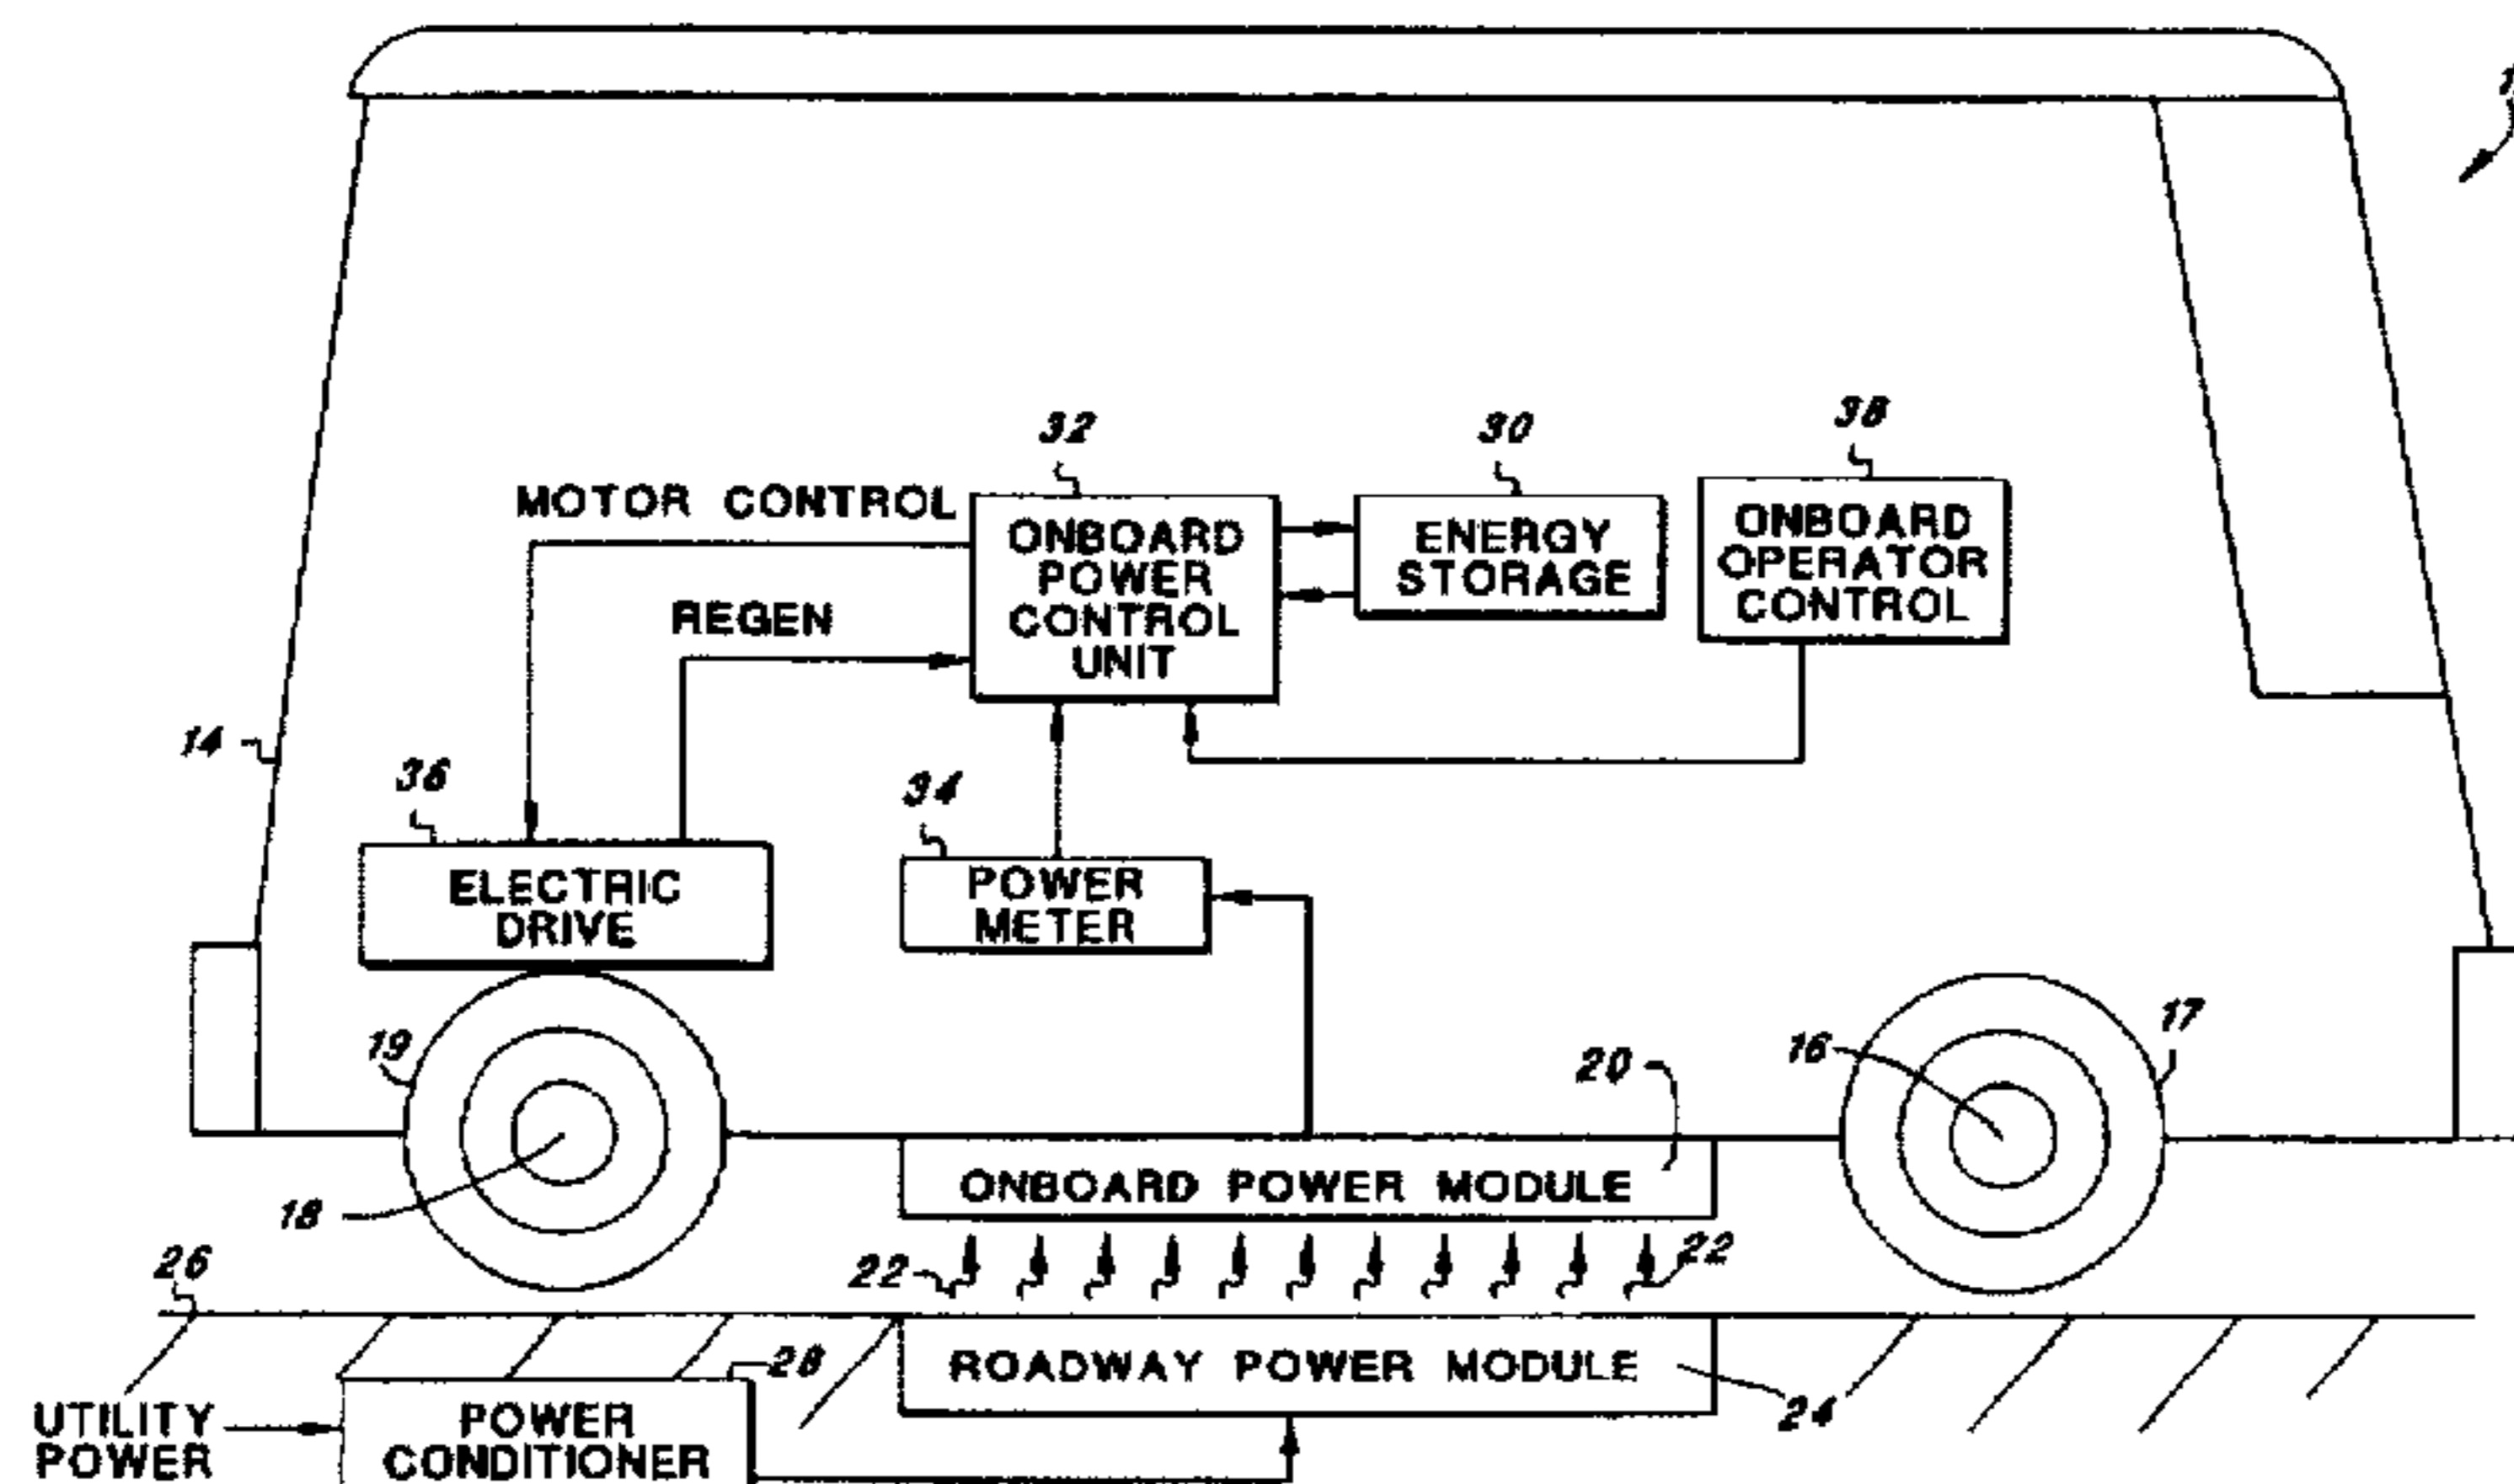 32
30
38
MOTOR CONTROL
ONBOARD
POWER
CONTROL
UNIT
ENERGY
STORAGE
ONBOARD
OPERATOR
CONTROL
REGEN
14
36
34
ELECTRIC
DRIVE
POWER
METER
19
20
16
17
ONBOARD POWER MODULE
18
26
22
22
ROADWAY POWER MODULE
28
24
UTILITY
POWER
POWER
CONDITIONER